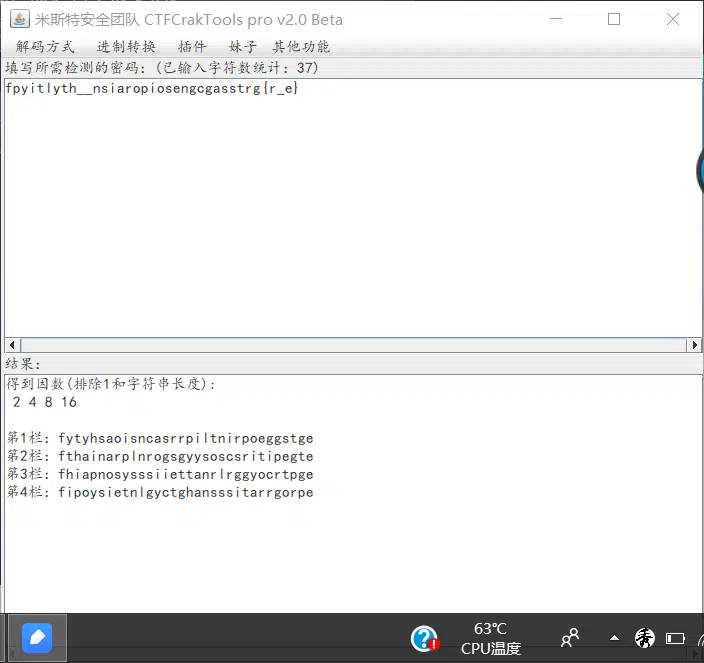 米斯特安全团队 CTFCrakTools pro v2.0 Beta
解码方式 进制转换 插件 妹子 其他功能
填写所需检测的密码：(已输入字符数统计：37)
fpyitlyth__nsiaropiosengcgasstrg{r_e}
结果：
得到因数(排除1和字符串长度)：
2 4 8 16
第1栏：fytyhsaoisncasrrpiltnirpoeggstge
第2栏：fthainarplnrogsgyysoscsritipegte
第3栏：fhiapnosysssiiettanrlrggyocrtpge
第4栏：fipoysietnlgyctghansssitarrgorpe
63℃
CPU温度